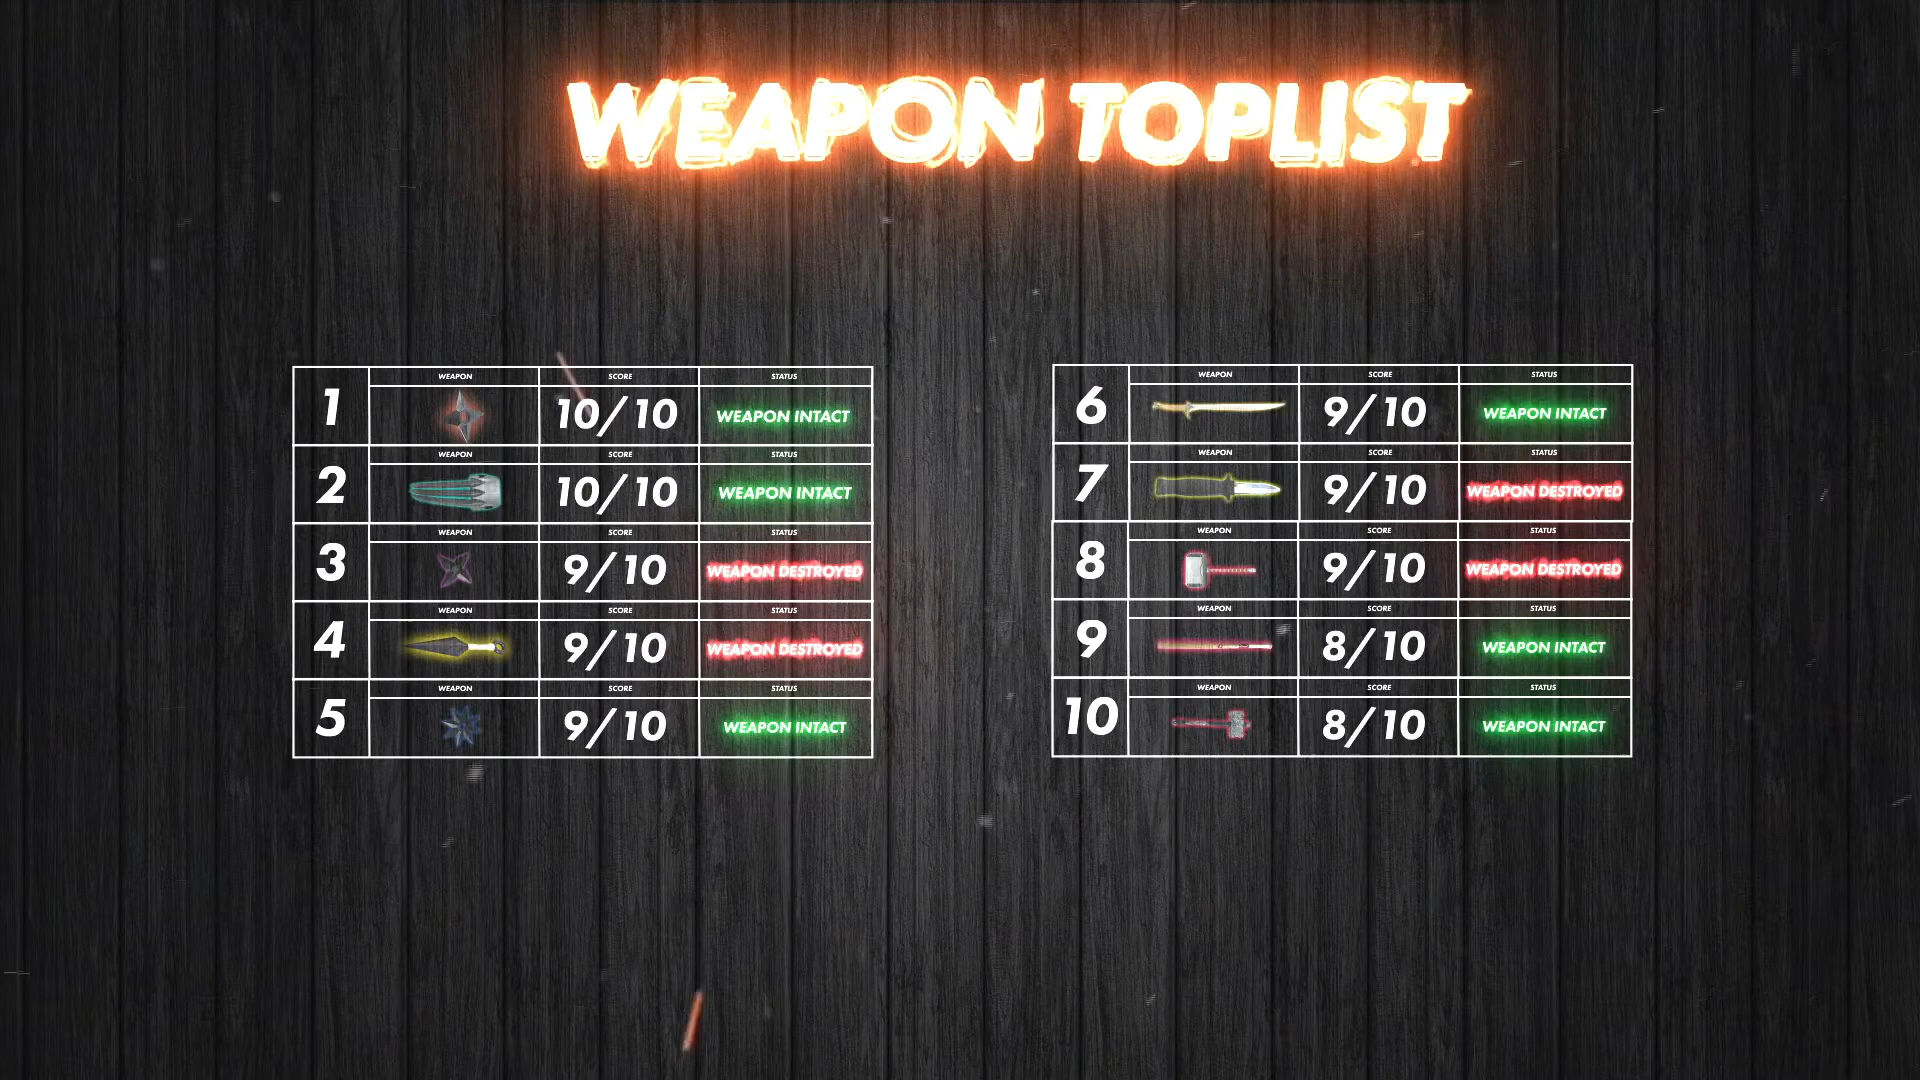 WEAPON TOPLIST
1 WEAPON SCORE STATUS
10/10 WEAPON INTACT
2 WEAPON SCORE STATUS
10/10 WEAPON INTACT
3 WEAPON SCORE STATUS
9/10 WEAPON DESTROYED
4 WEAPON SCORE STATUS
9/10 WEAPON DESTROYED
5 WEAPON SCORE STATUS
9/10 WEAPON INTACT
6 WEAPON SCORE STATUS
9/10 WEAPON INTACT
7 WEAPON SCORE STATUS
9/10 WEAPON DESTROYED
8 WEAPON SCORE STATUS
9/10 WEAPON DESTROYED
9 WEAPON SCORE STATUS
8/10 WEAPON INTACT
10 WEAPON SCORE STATUS
8/10 WEAPON INTACT